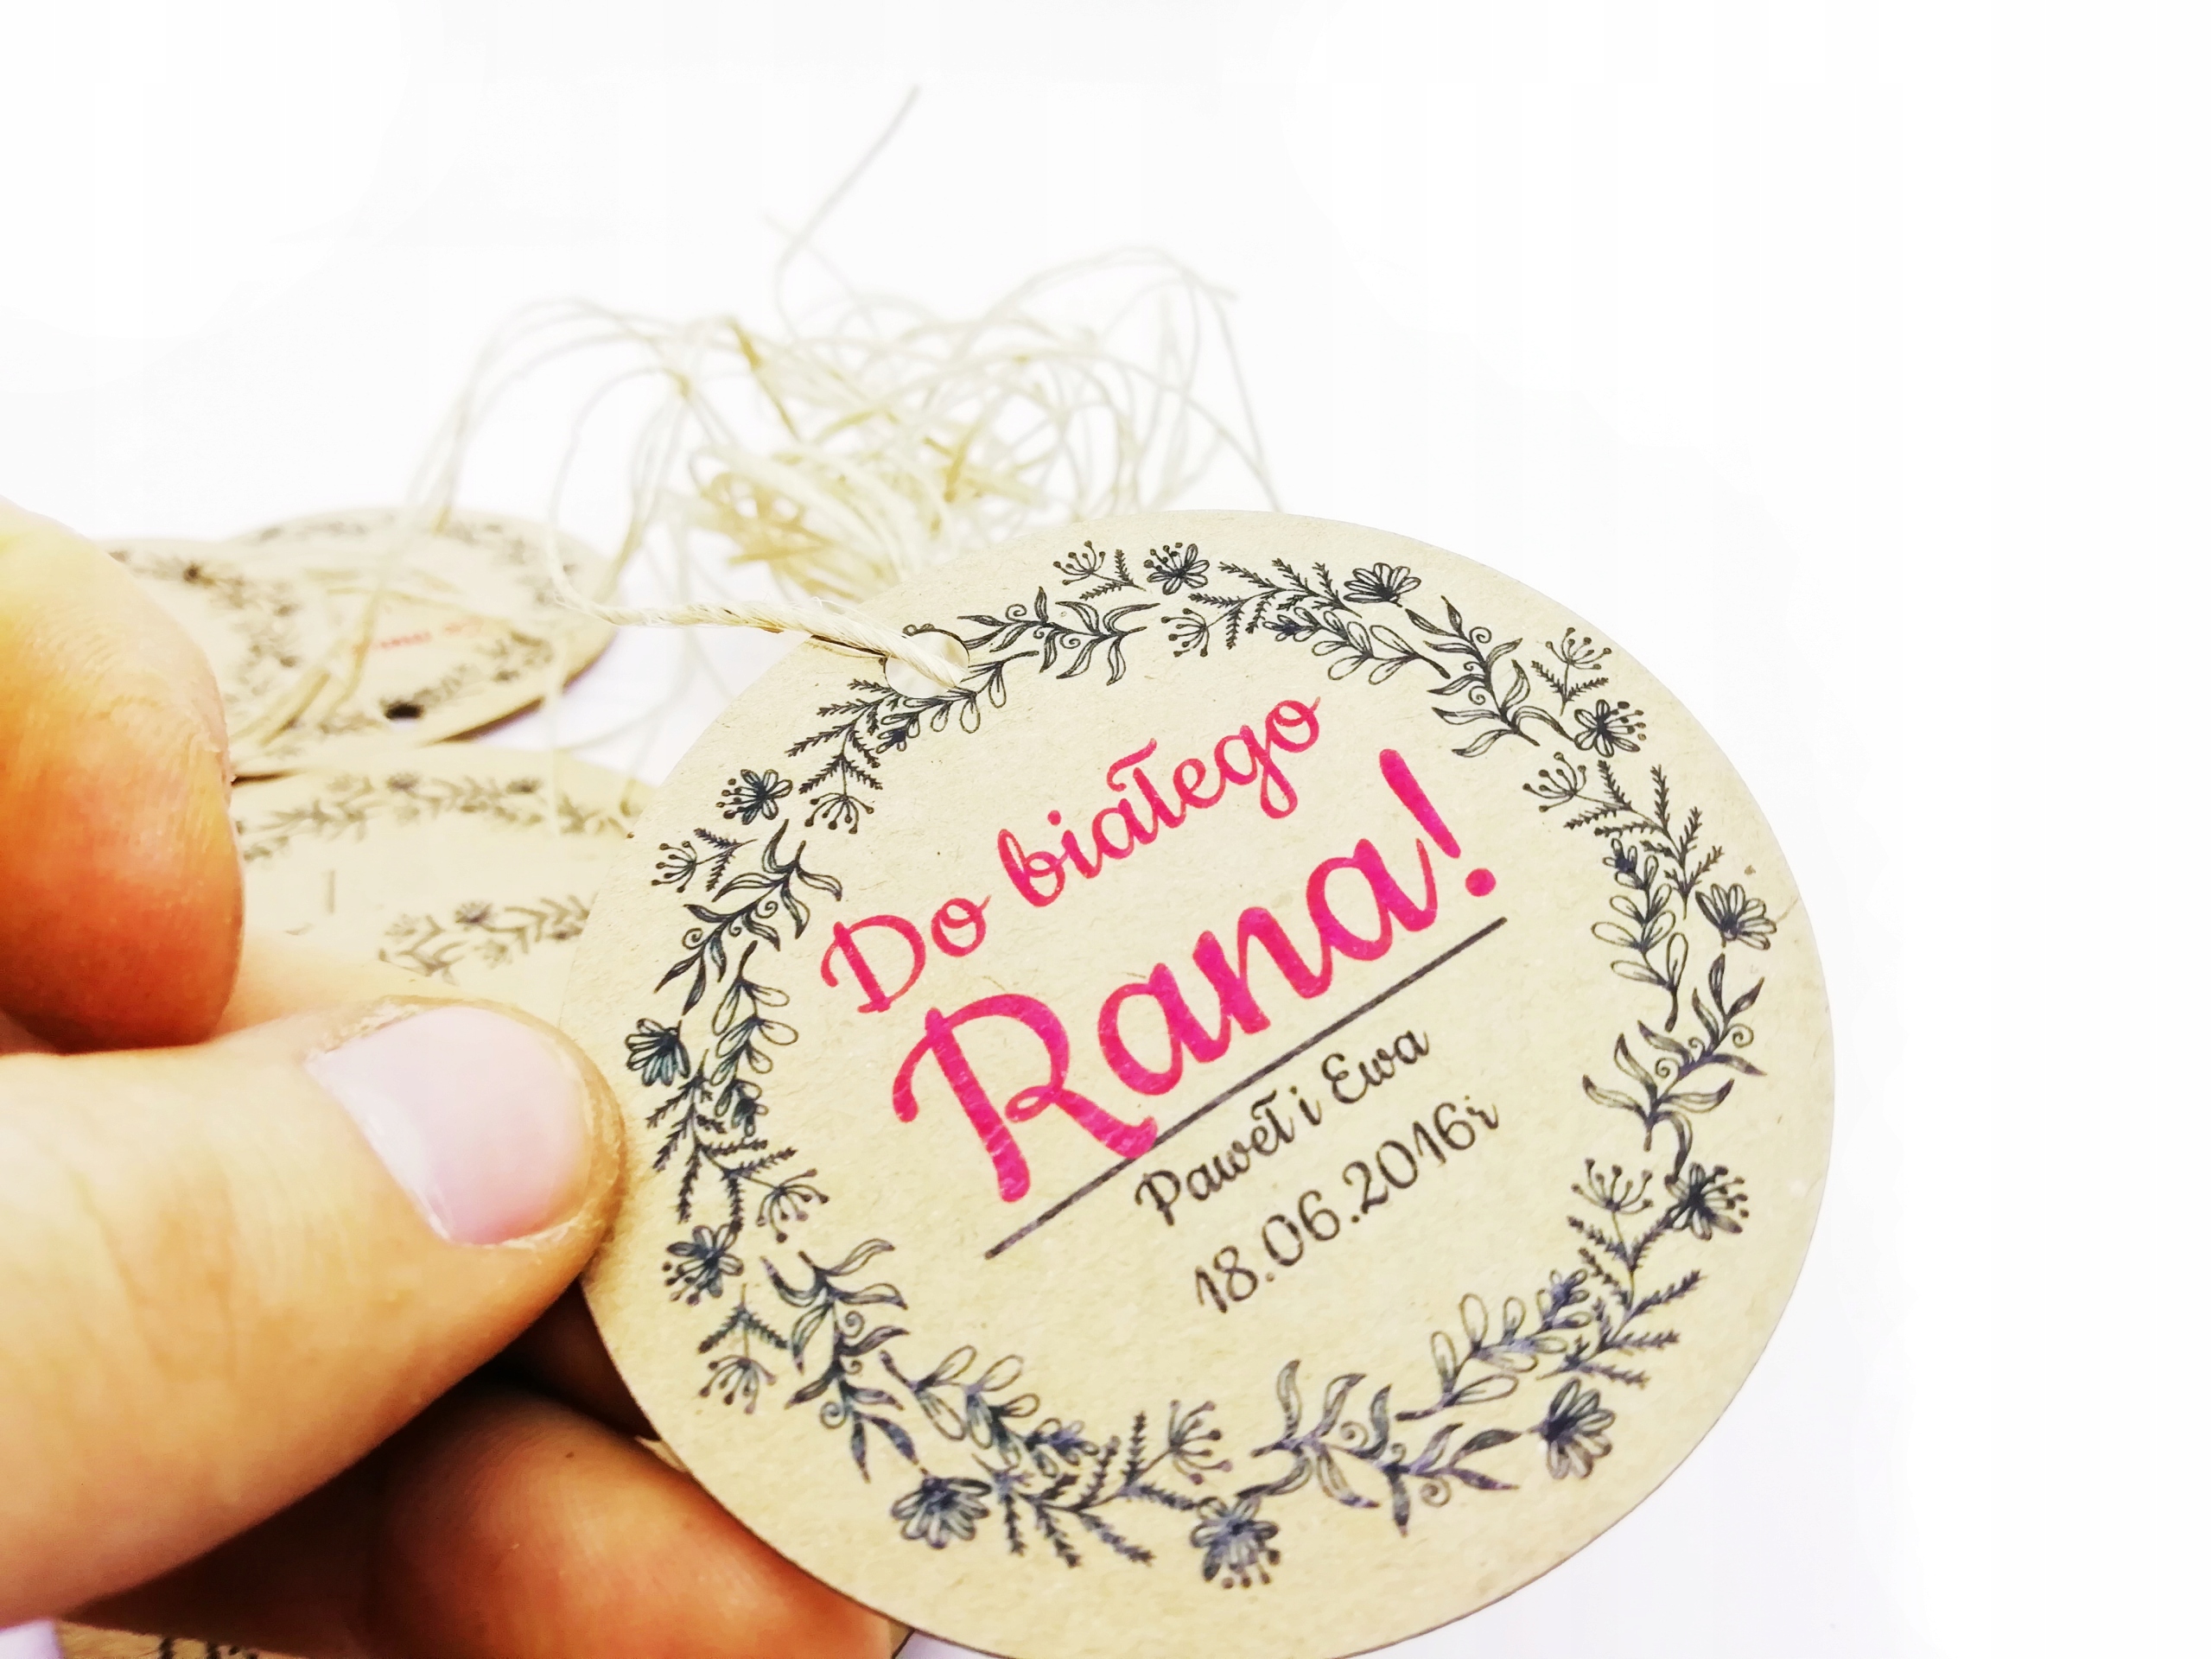 Do białego
Rana!
Paweł i Ewa
18.06.2016r